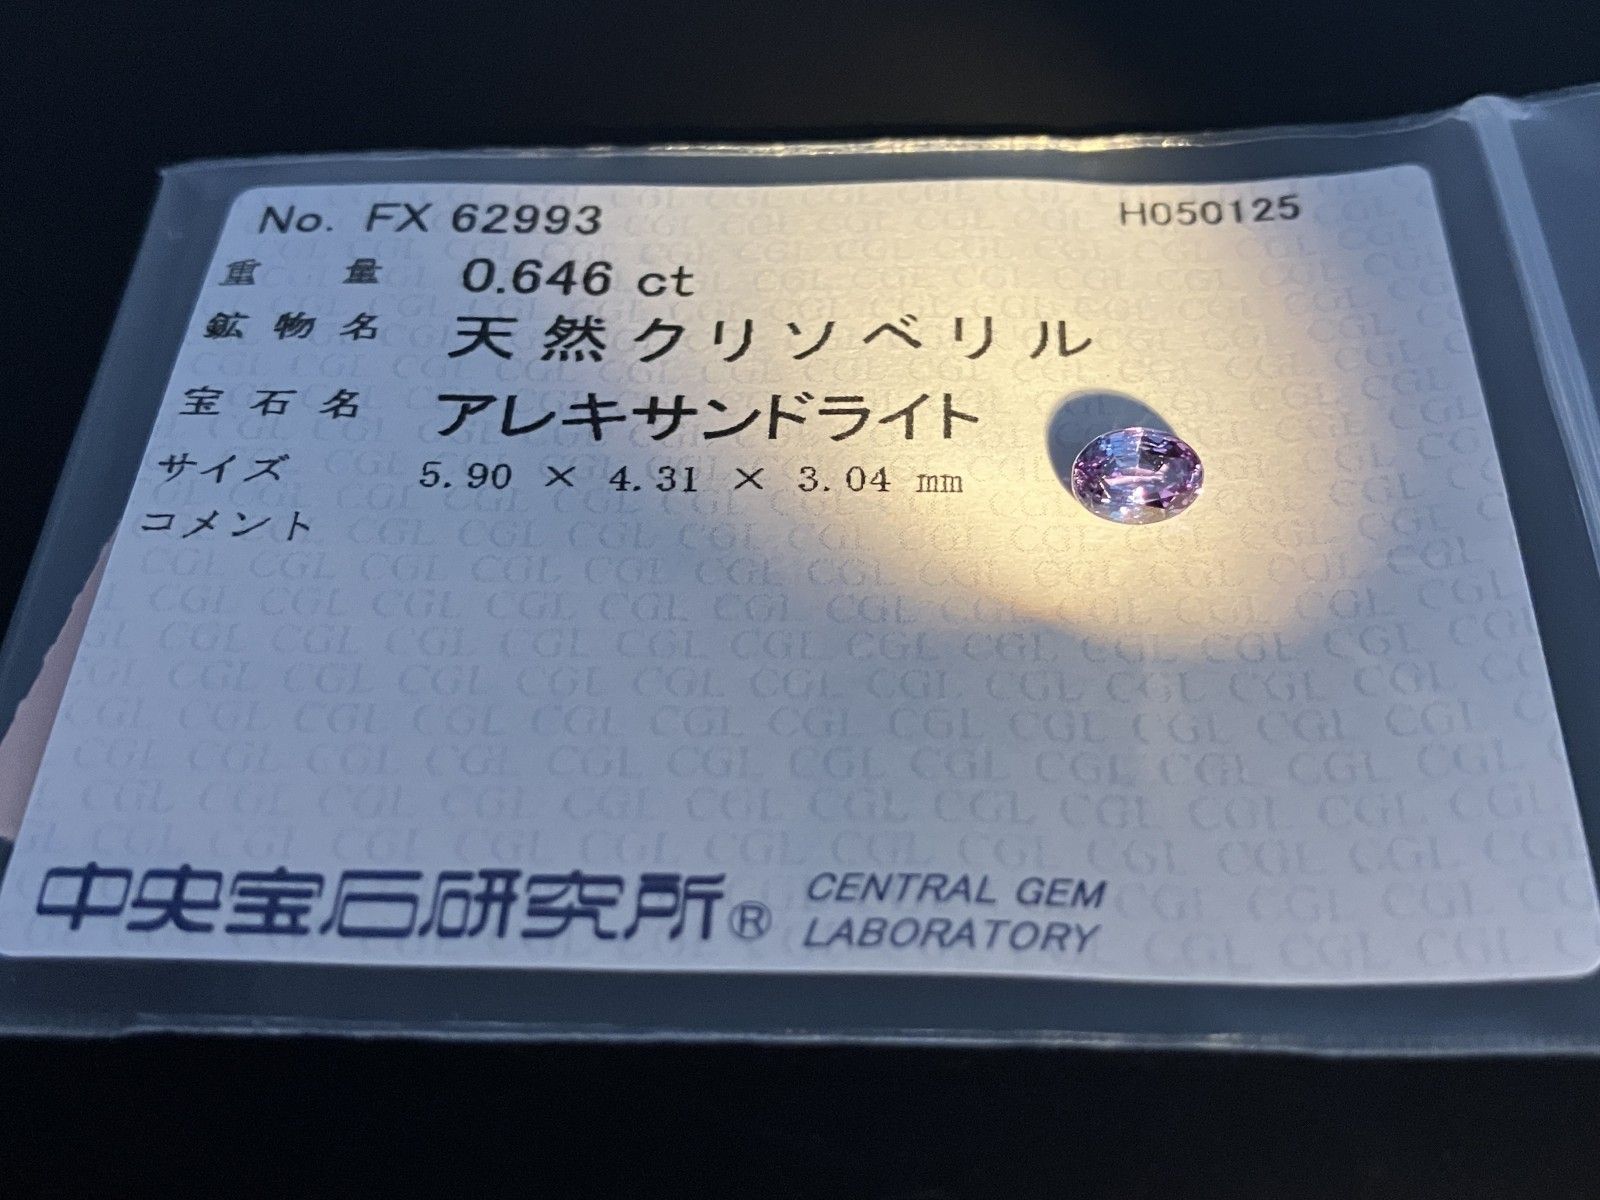 No. FX 62993 H050125
重量 0.646 ct
鉱物名 天然クリソベリル
宝石名 アレキサンドライト
サイズ 5.90 × 4.31 × 3.04 mm
コメント
中央宝石研究所® CENTRAL GEM
LABORATORY